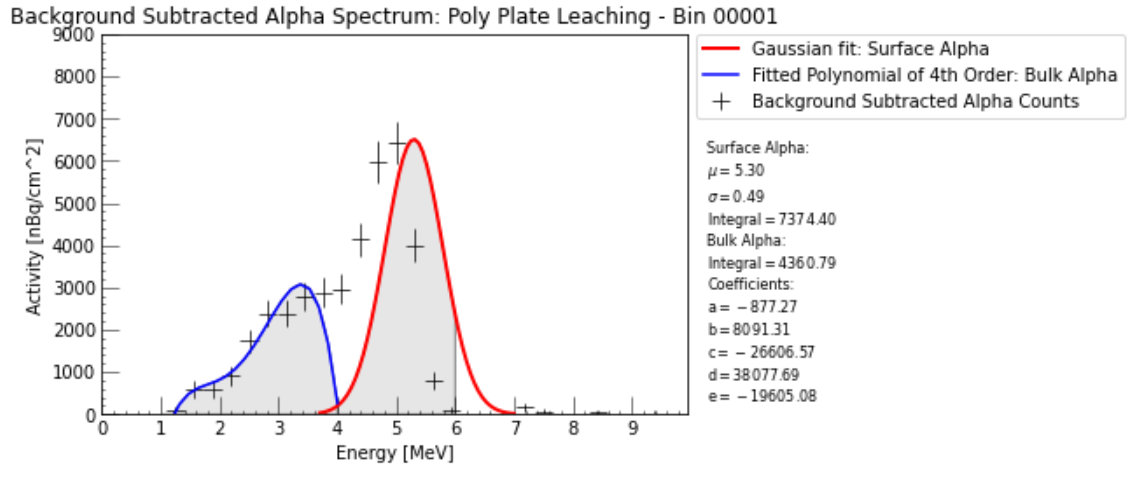 Background Subtracted Alpha Spectrum: Poly Plate Leaching - Bin 00001
9000
8000
7000
6000
5000
4000
3000
2000
1000
0
Activity [nBq/cm^2]
0 1 2 3 4 5 6 7 8 9
Energy [MeV]
Gaussian fit: Surface Alpha
Fitted Polynomial of 4th Order: Bulk Alpha
Background Subtracted Alpha Counts
Surface Alpha:
μ = 5.30
σ = 0.49
Integral = 7374.40
Bulk Alpha:
Integral = 4360.79
Coefficients:
a = −877.27
b = 8091.31
c = −26606.57
d = 38077.69
e = −19605.08